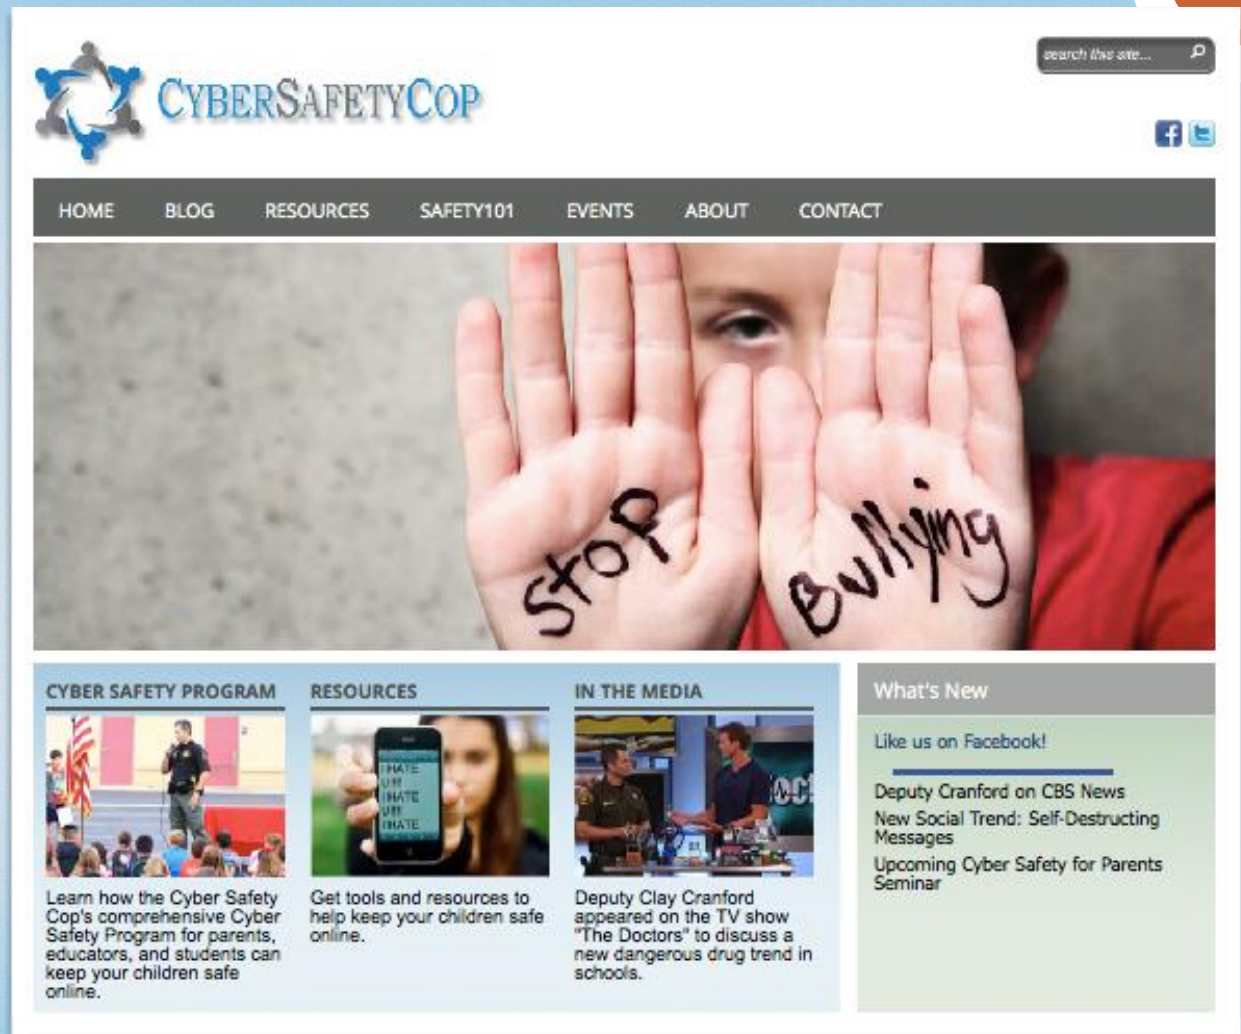 CYBERSAFETYCOP
search this site...
HOME BLOG RESOURCES SAFETY101 EVENTS ABOUT CONTACT
Stop
Bullying
CYBER SAFETY PROGRAM
Learn how the Cyber Safety
Cop's comprehensive Cyber
Safety Program for parents,
educators, and students can
keep your children safe
online.
RESOURCES
I HATE
U!!!
I HATE
U!!!
I HATE
Get tools and resources to
help keep your children safe
online.
IN THE MEDIA
Deputy Clay Cranford
appeared on the TV show
"The Doctors" to discuss a
new dangerous drug trend in
schools.
What's New
Like us on Facebook!
Deputy Cranford on CBS News
New Social Trend: Self-Destructing
Messages
Upcoming Cyber Safety for Parents
Seminar